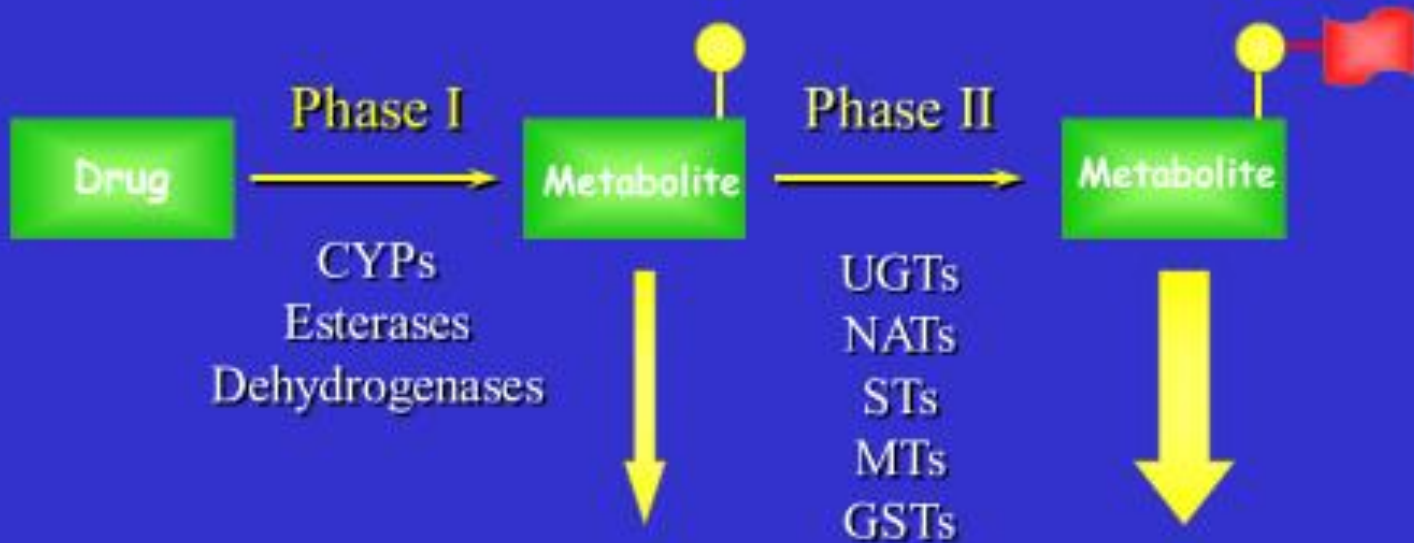 Phase I
Phase II
Drug
Metabolite
Metabolite
CYPs
Esterases
Dehydrogenases
UGTs
NATs
STs
MTs
GSTs